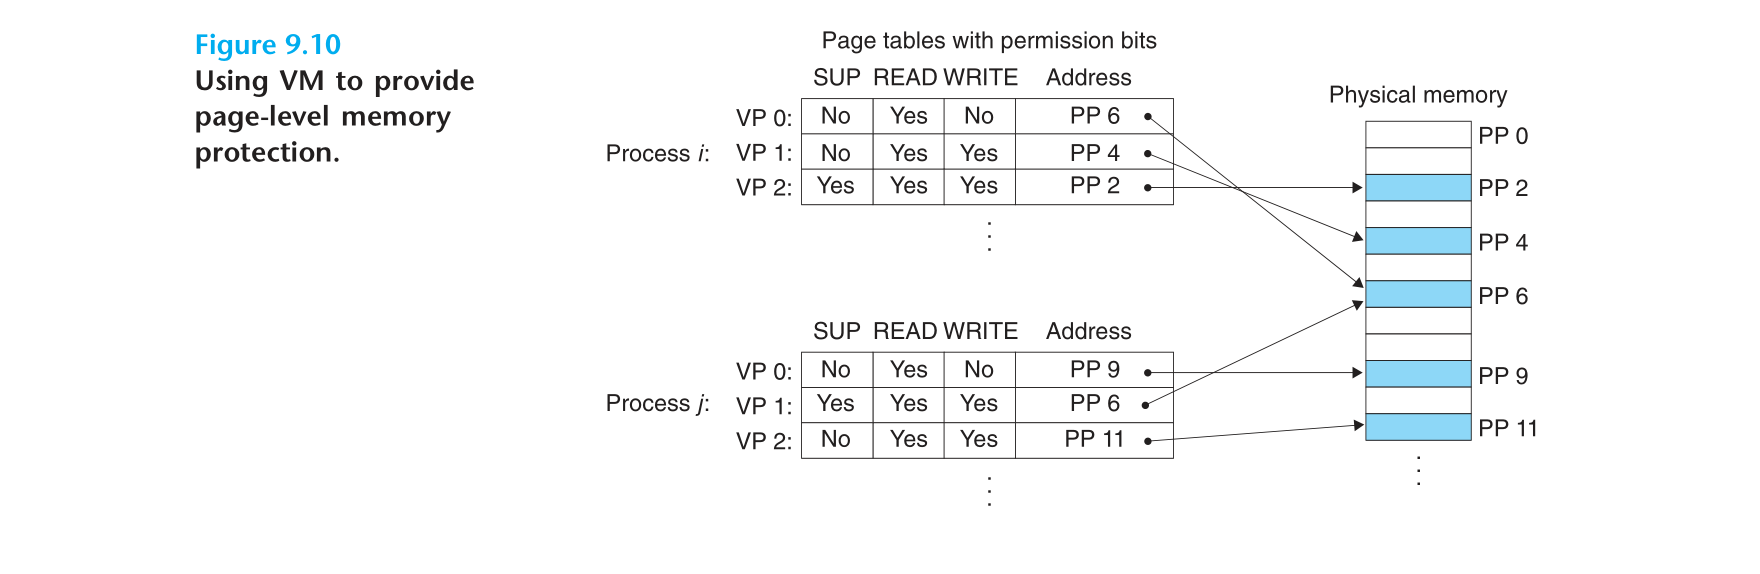 Figure 9.10
Using VM to provide
page-level memory
protection.
Page tables with permission bits
SUP READ WRITE Address
VP 0: No Yes No PP 6
Process i: VP 1: No Yes Yes PP 4
VP 2: Yes Yes Yes PP 2
Physical memory
PP 0
PP 2
PP 4
PP 6
PP 9
PP 11
SUP READ WRITE Address
VP 0: No Yes No PP 9
Process j: VP 1: Yes Yes Yes PP 6
VP 2: No Yes Yes PP 11